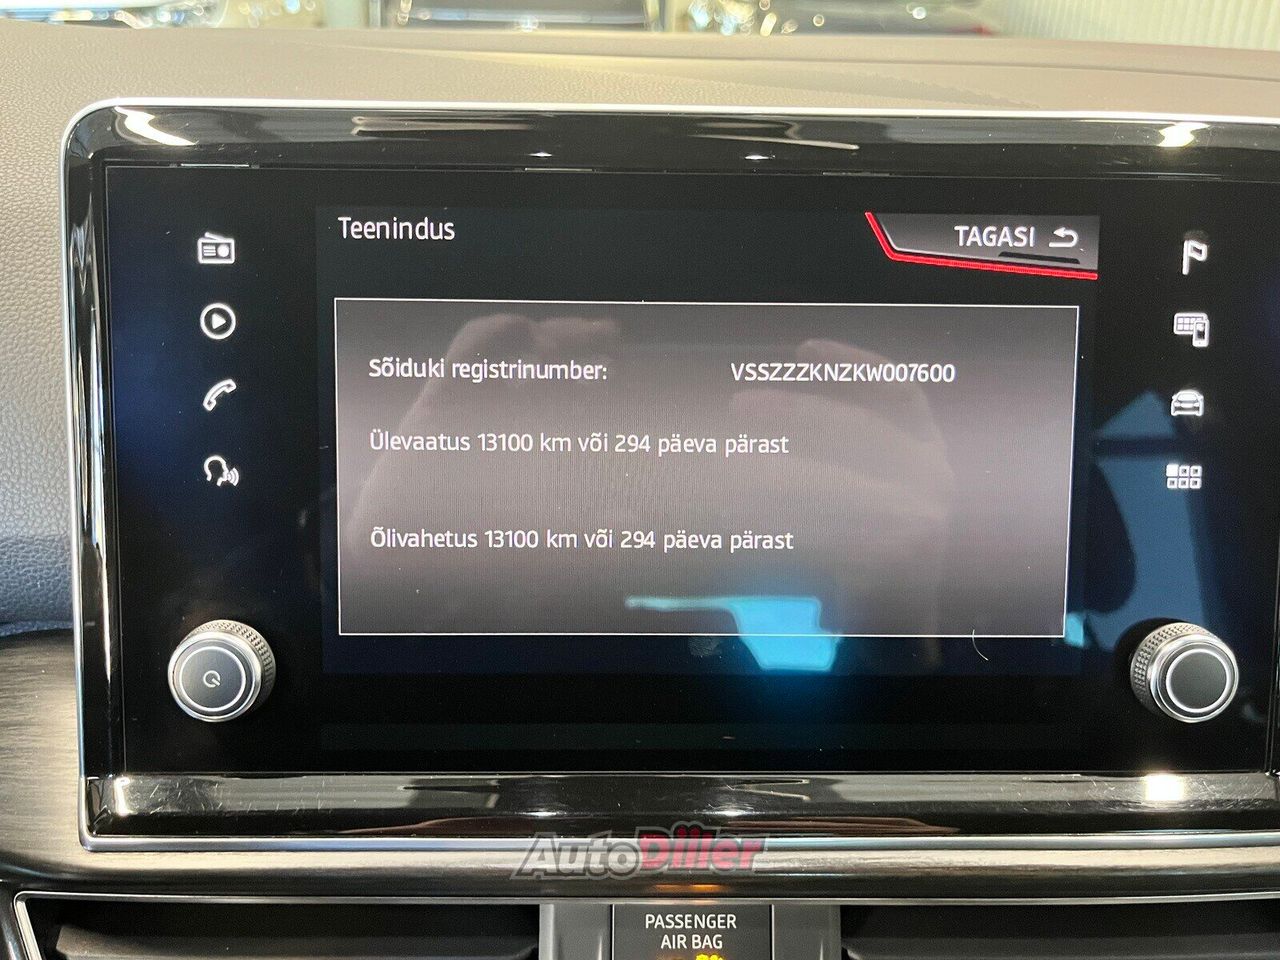 Teenindus
TAGASI
Sõiduki registrinumber: VSSZZZKNZKW007600
Ülevaatus 13100 km või 294 päeva pärast
Õlivahetus 13100 km või 294 päeva pärast
AutoDiller
PASSENGER
AIR BAG